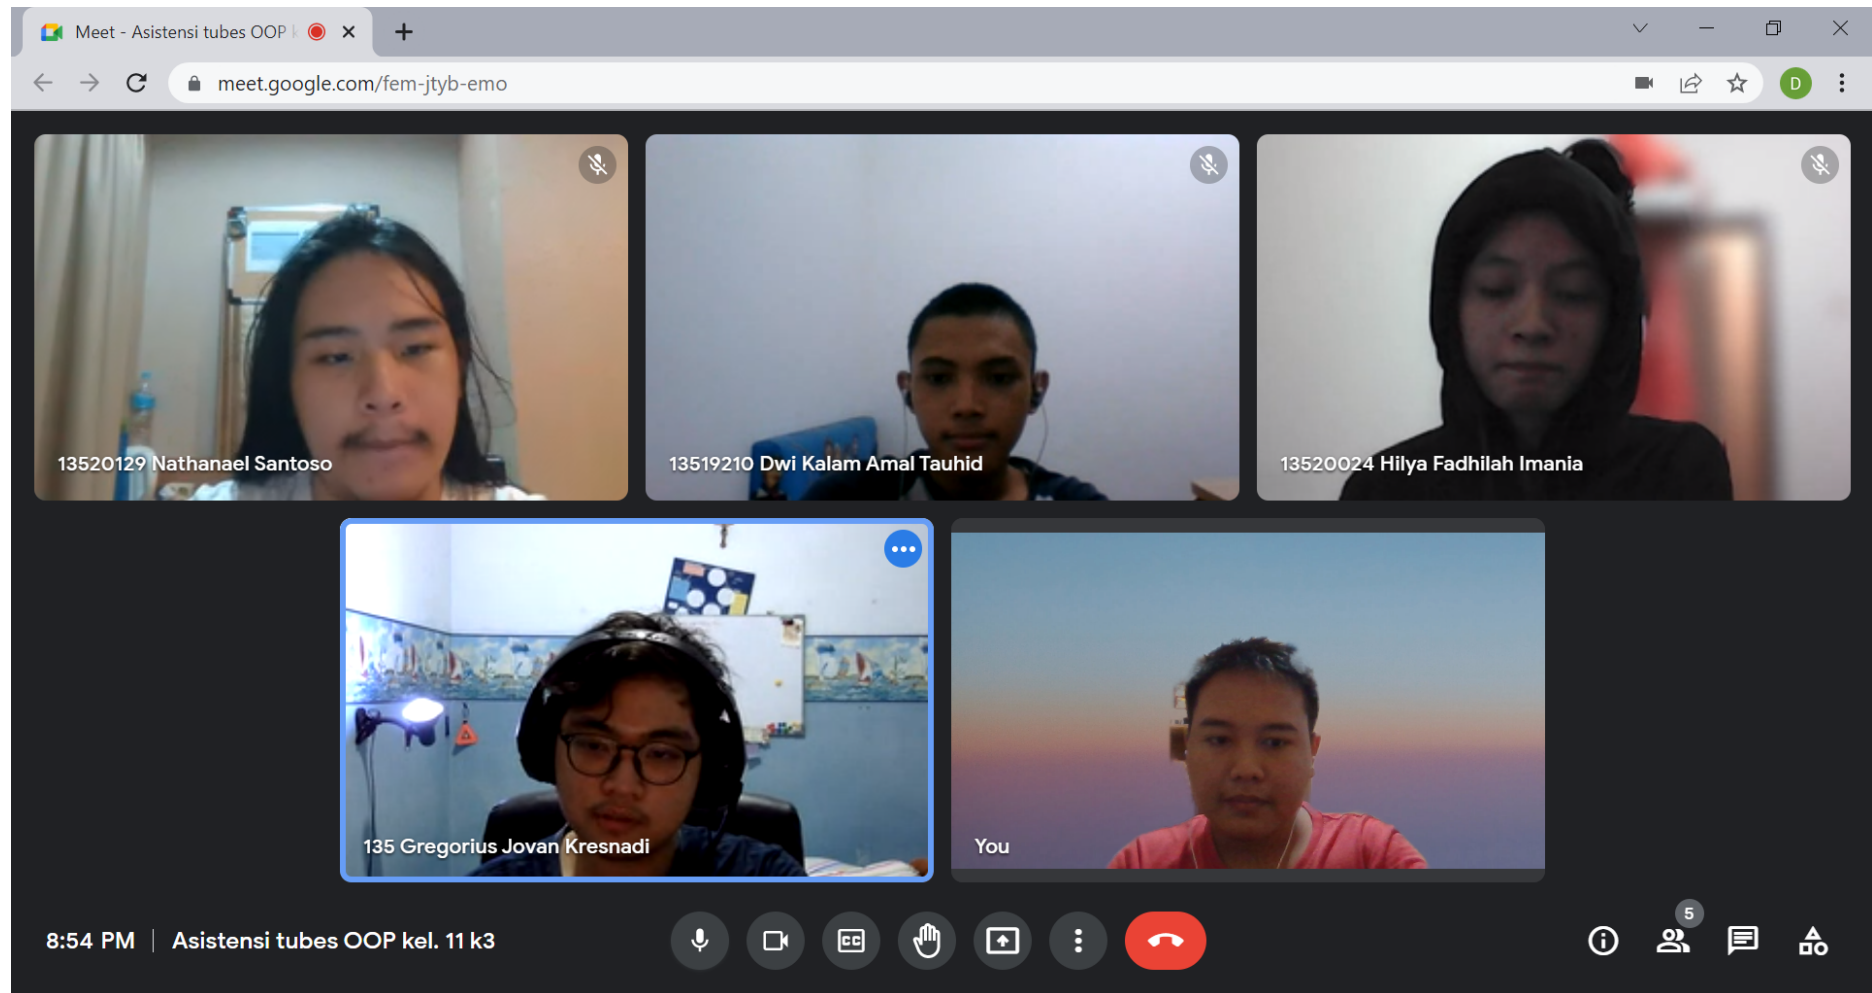 Meet - Asistensi tubes OOP k
meet.google.com/fem-jtyb-emo
D
13520129 Nathanael Santoso
13519210 Dwi Kalam Amal Tauhid
13520024 Hilya Fadhilah Imania
135 Gregorius Jovan Kresnadi
You
8:54 PM | Asistensi tubes OOP kel. 11 k3
CC
5